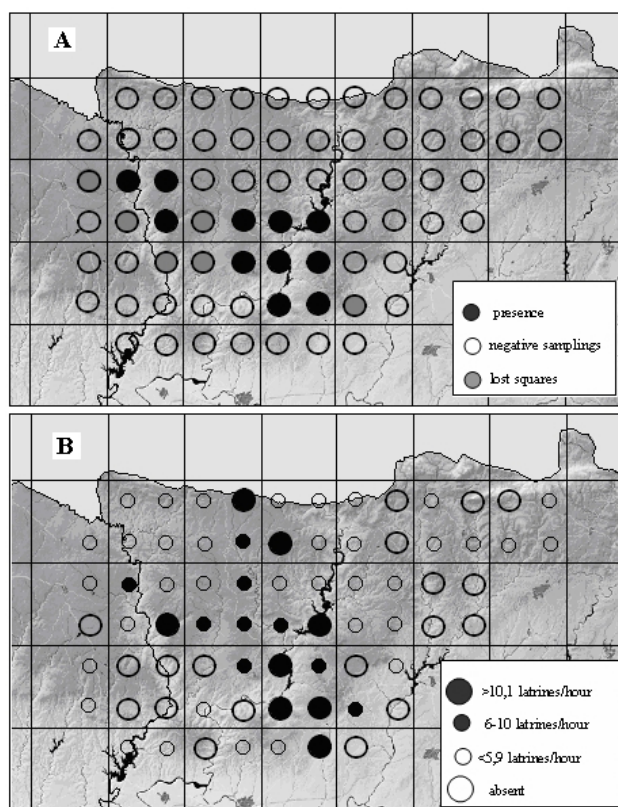 A
presence
negative samplings
lost squares
B
>10,1 latrines/hour
6-10 latrines/hour
<5,9 latrines/hour
absent